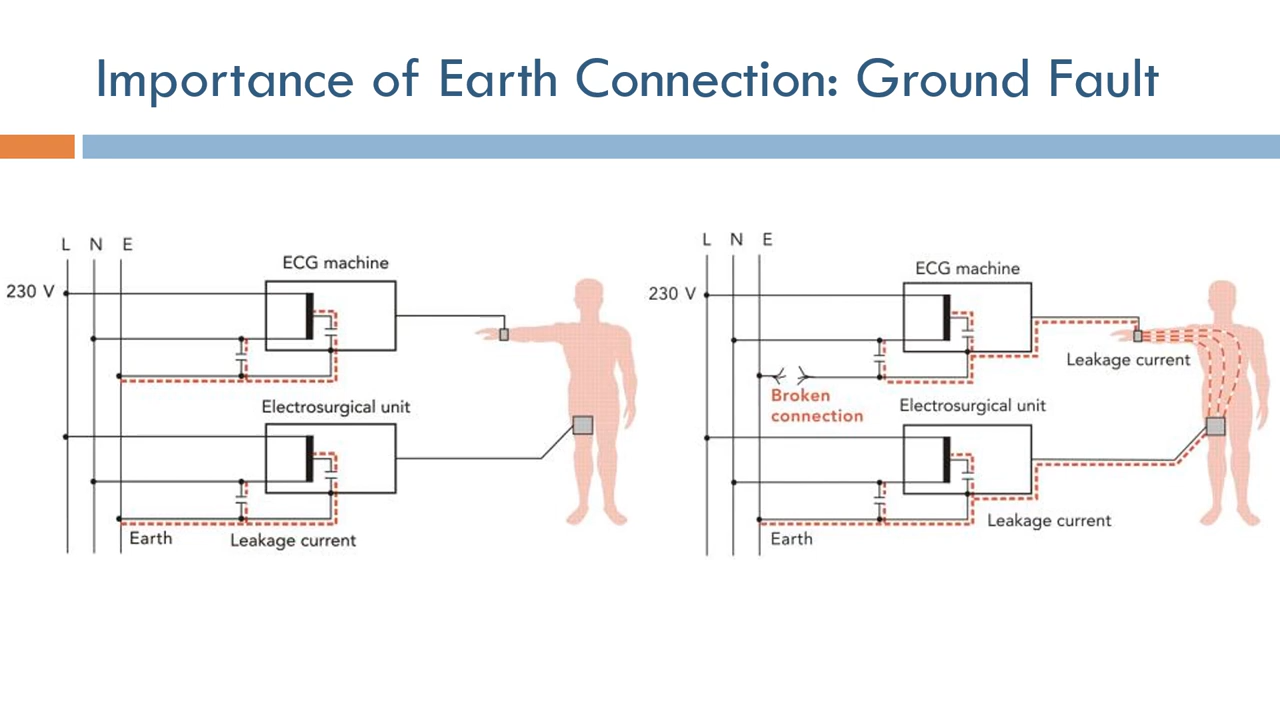 Importance of Earth Connection: Ground Fault
L N E
ECG machine
230 V
Electrosurgical unit
Earth
Leakage current
L N E
ECG machine
230 V
Leakage current
Broken
connection
Electrosurgical unit
Leakage current
Earth